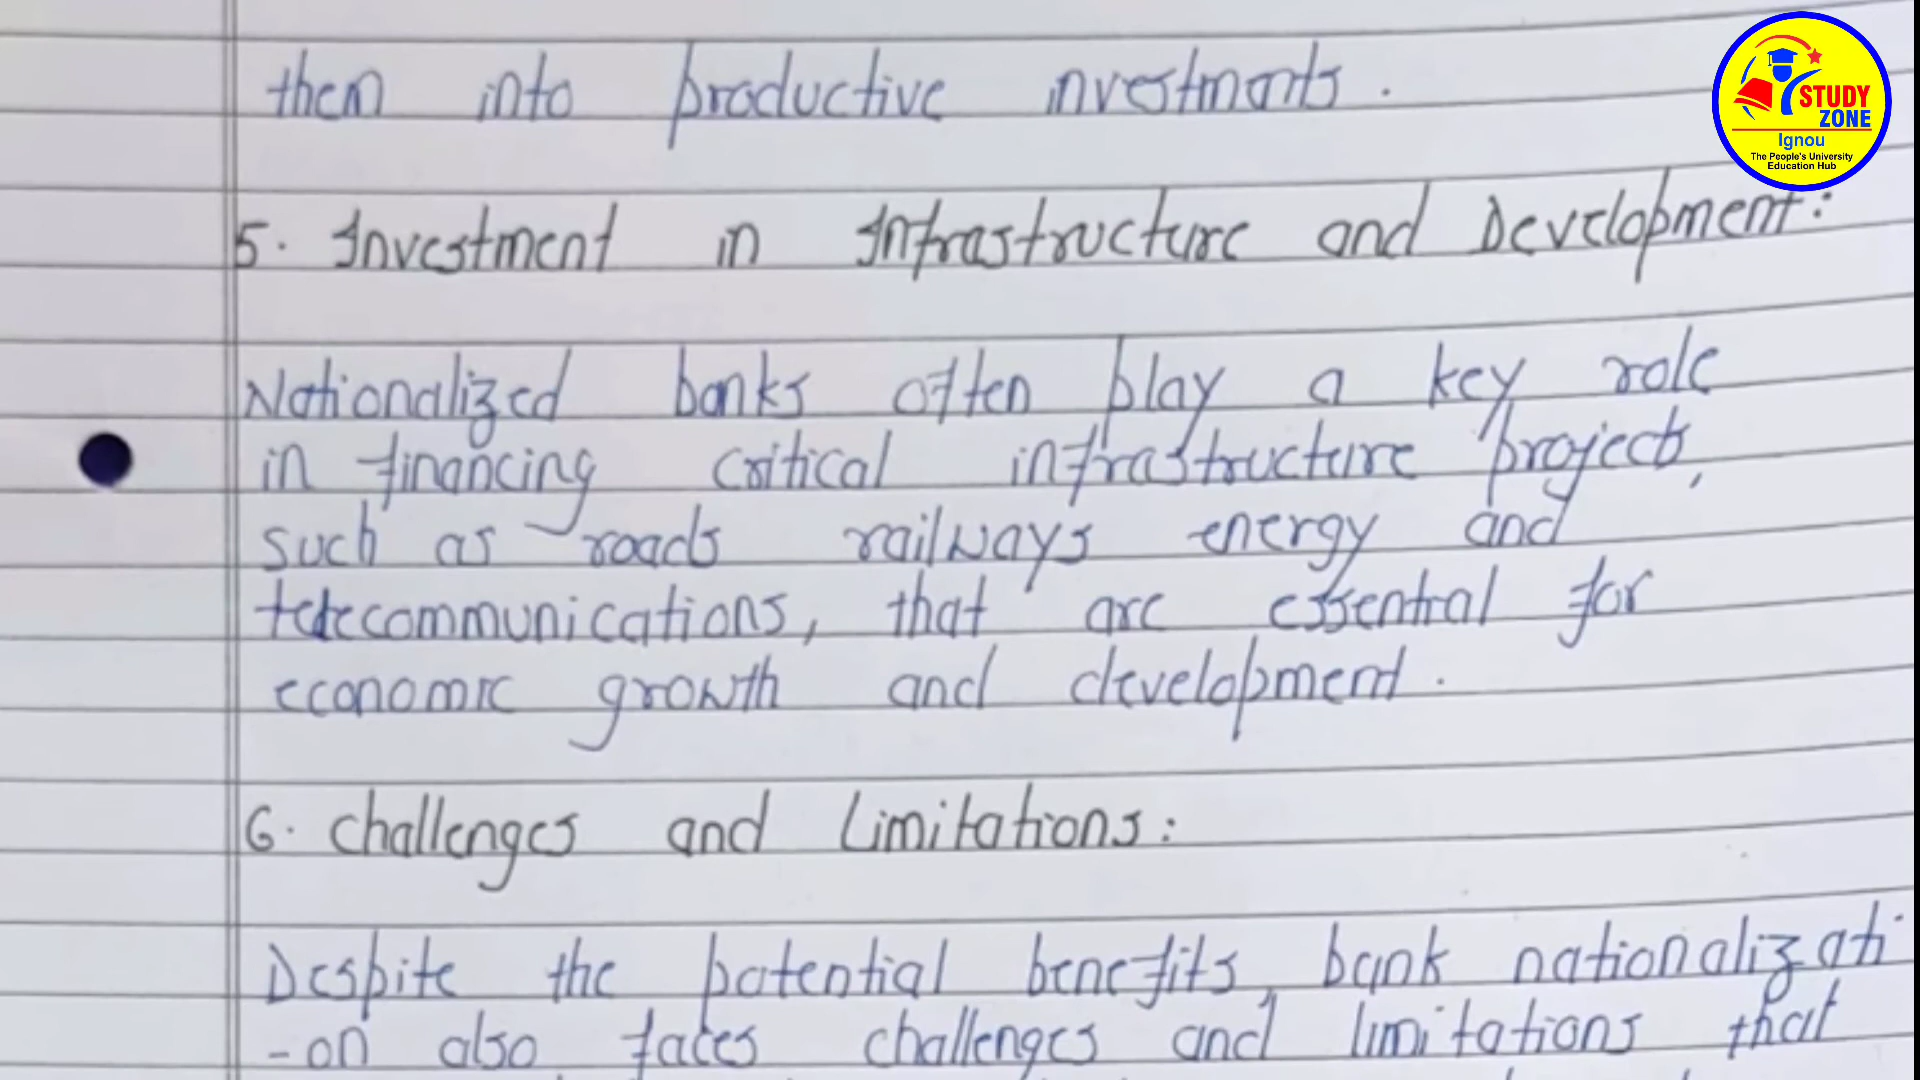 them into productive investments.
5. Investment in Infrastructure and Development:
Nationalized banks often play a key role
in financing critical infrastructure projects,
such as roads railways energy and
telecommunications, that are essential for
economic growth and development.
6. Challenges and Limitations:
Despite the potential benefits, bank nationalizati
-on also faces challenges and limitations that
STUDY
ZONE
Ignou
The People's University
Education Hub